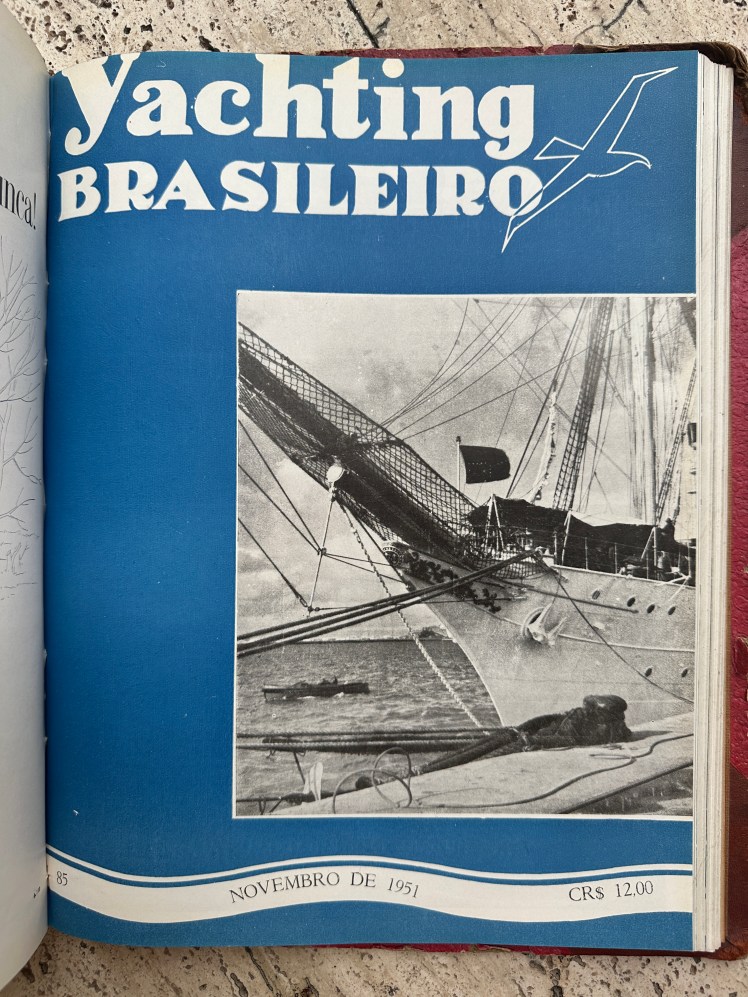 Yachting
BRASILEIRO
85
NOVEMBRO DE 1951
CR$ 12,00